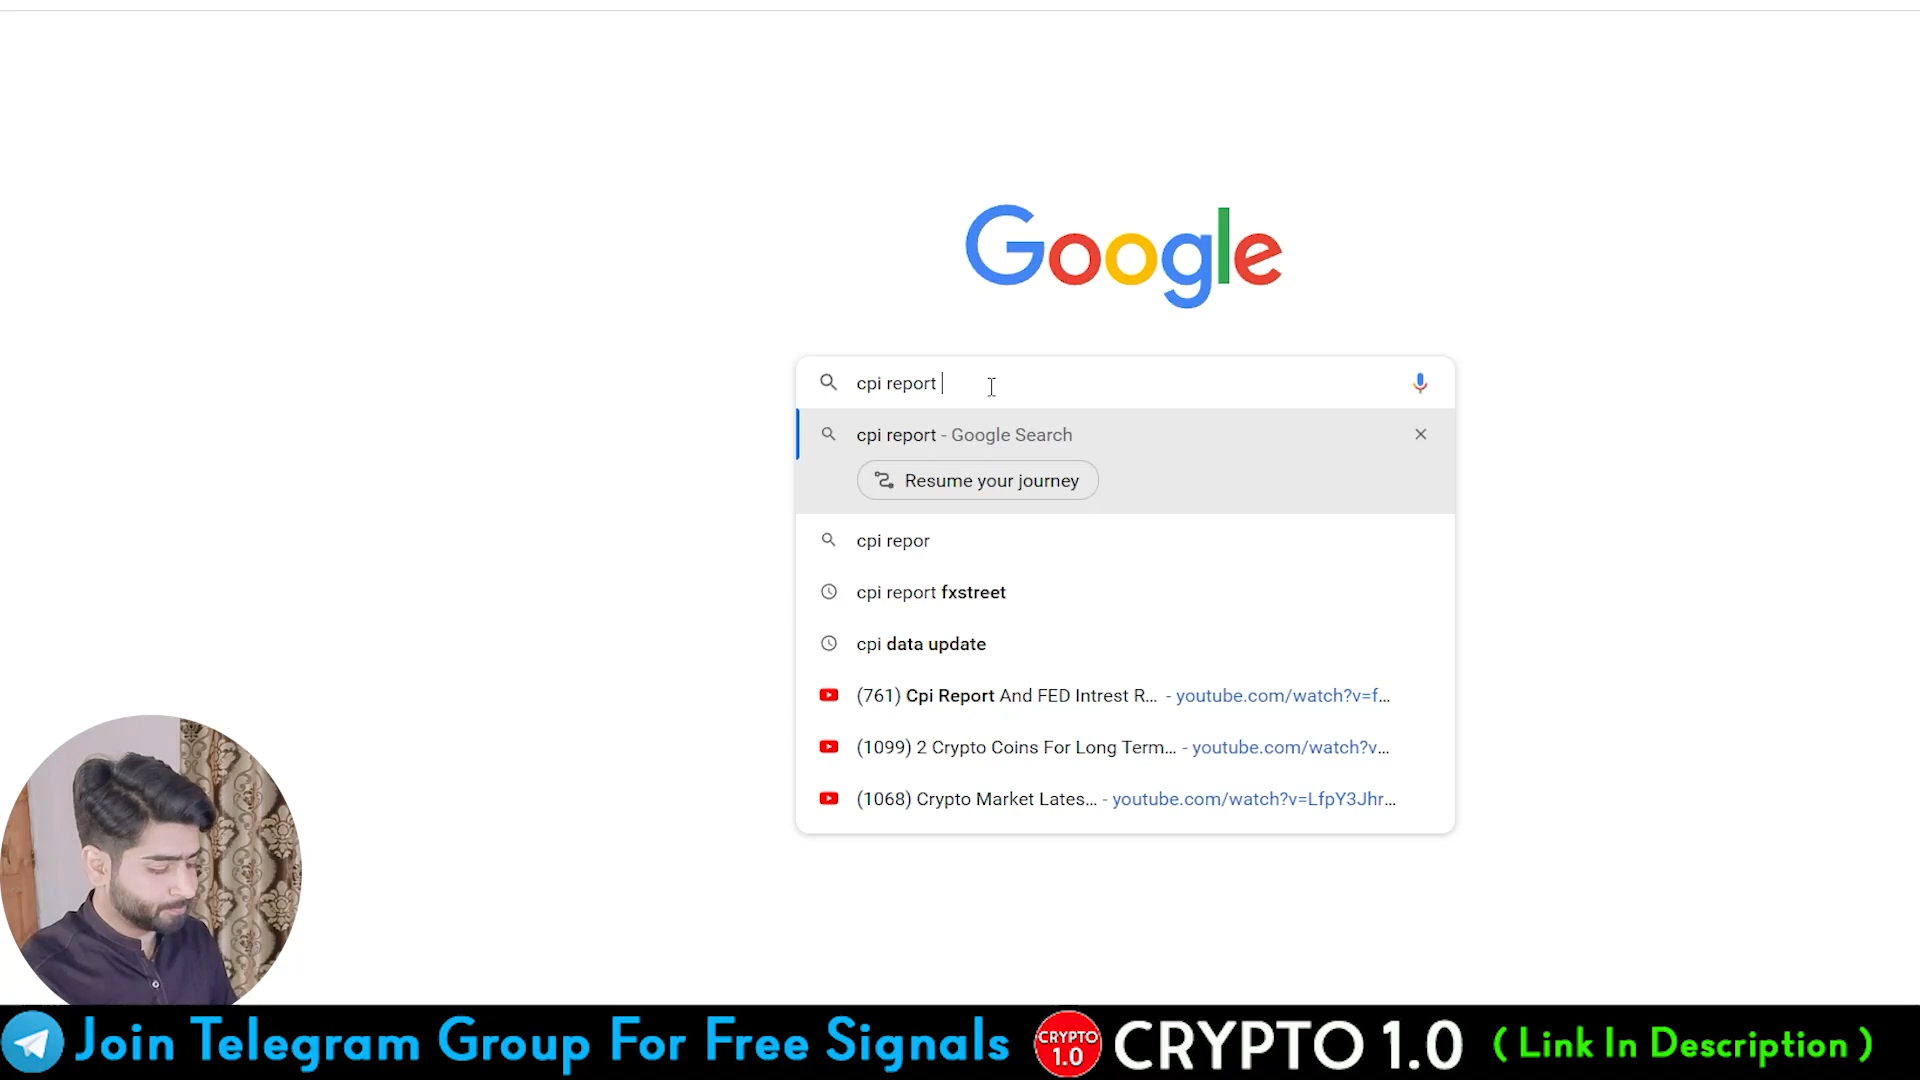 Google
cpi report
cpi report - Google Search
Resume your journey
cpi repor
cpi report fxstreet
cpi data update
(761) Cpi Report And FED Intrest R... - youtube.com/watch?v=f...
(1099) 2 Crypto Coins For Long Term... - youtube.com/watch?v...
(1068) Crypto Market Lates... - youtube.com/watch?v=LfpY3Jhr...
Join Telegram Group For Free Signals CRYPTO 1.0 CRYPTO 1.0 ( Link In Description )